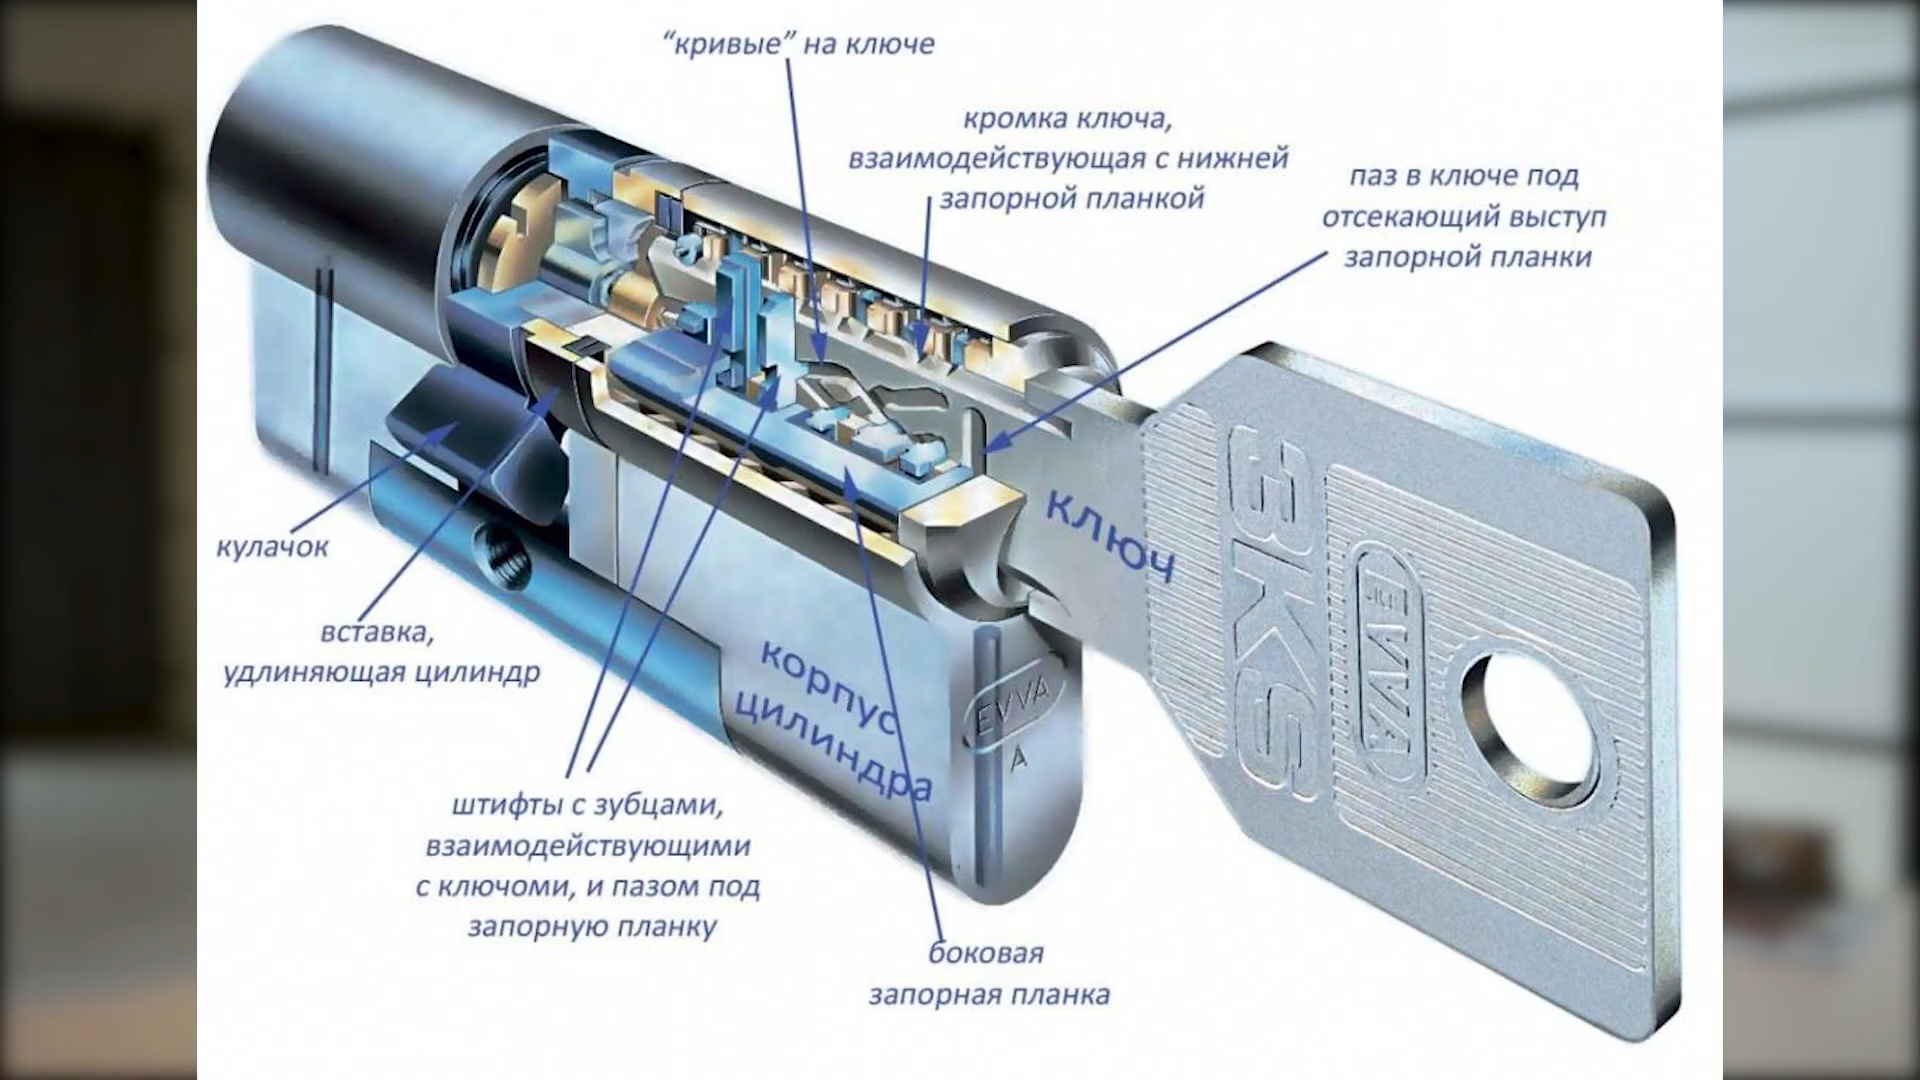 “кривые” на ключе
кромка ключа,
взаимодействующая с нижней
запорной планкой
паз в ключе под
отсекающий выступ
запорной планки
ключ
3KS
EVVA
кулачок
вставка,
удлиняющая цилиндр
корпус
цилиндра
EVVA
A
штифты с зубцами,
взаимодействующими
с ключоми, и пазом под
запорную планку
боковая
запорная планка